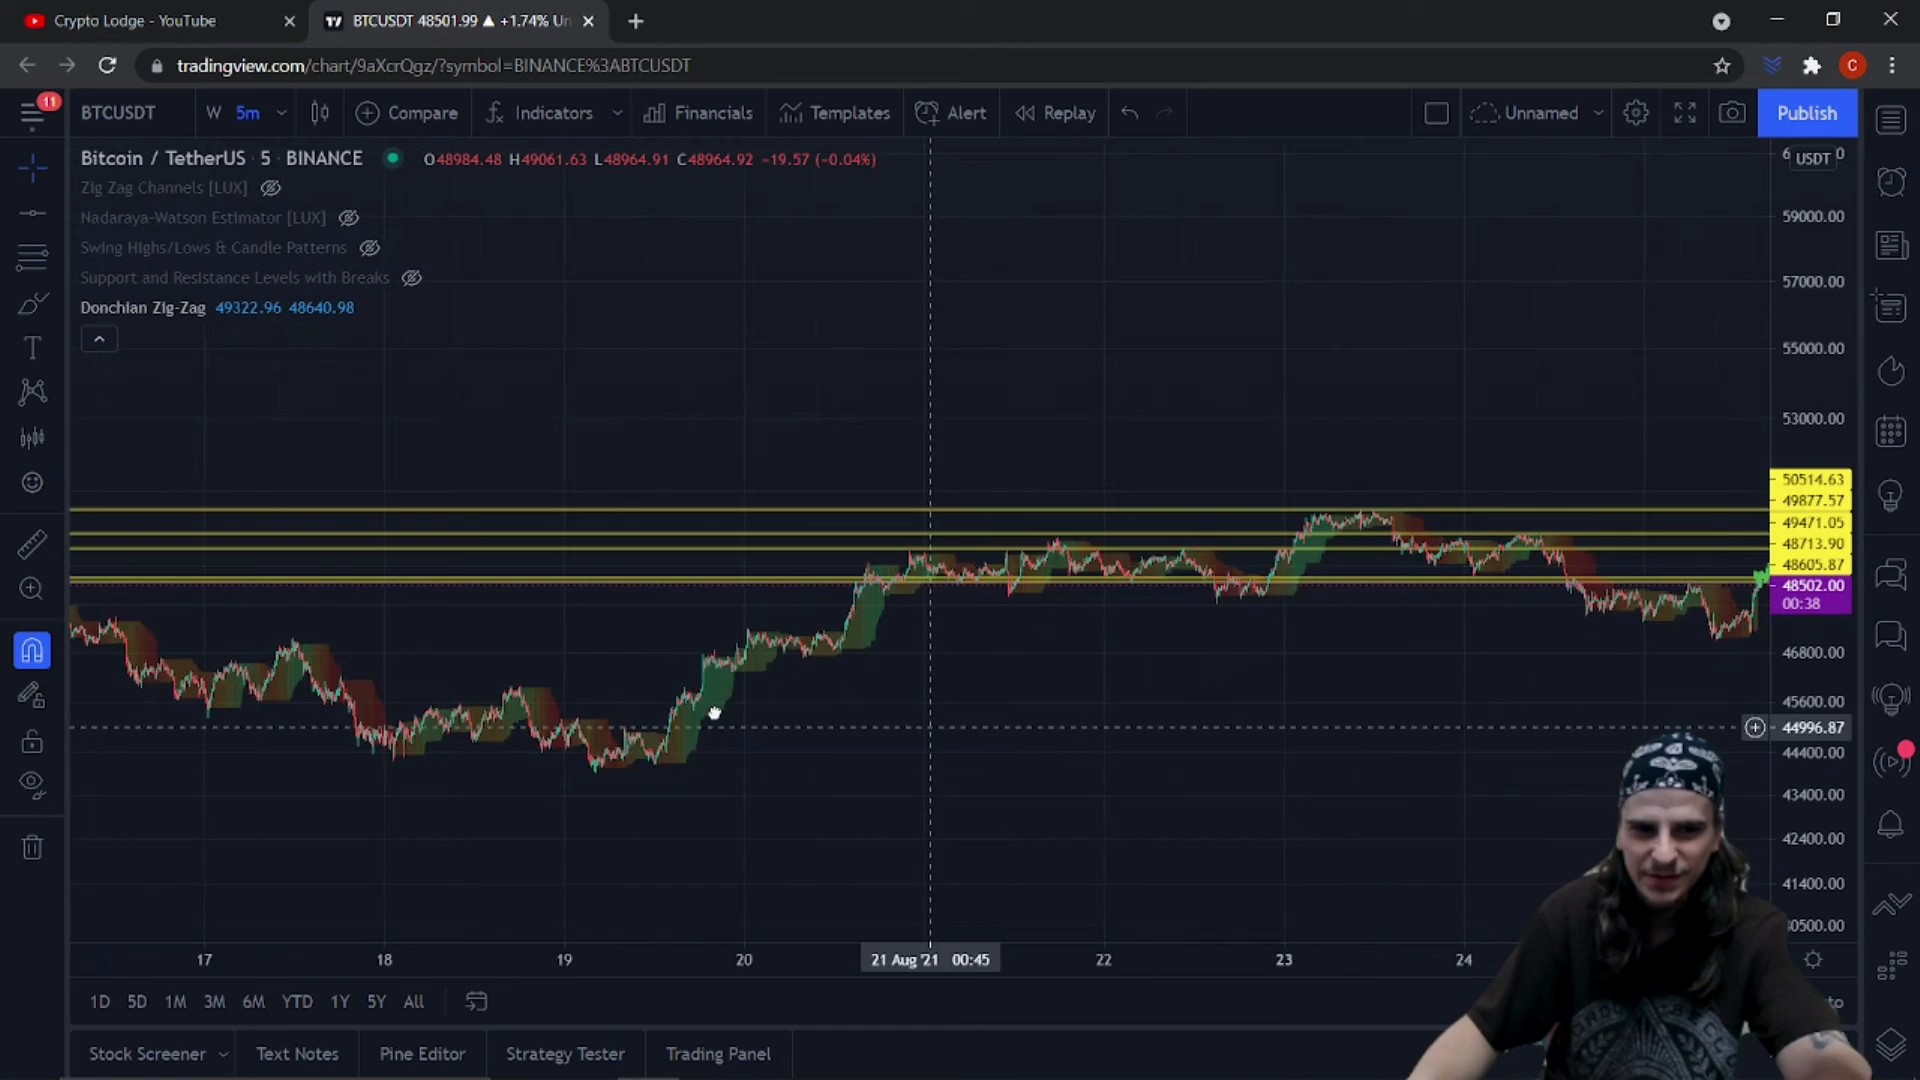 Crypto Lodge - YouTube
BTCUSDT 48501.99 ▲ +1.74% Un
tradingview.com/chart/9aXcrQgz/?symbol=BINANCE%3ABTCUSDT
C
11
BTCUSDT W 5m Compare Indicators Financials Templates Alert Replay Unnamed Publish
Bitcoin / TetherUS · 5 · BINANCE O48984.48 H49061.63 L48964.91 C48964.92 −19.57 (−0.04%)
Zig Zag Channels [LUX]
Nadaraya-Watson Estimator [LUX]
Swing Highs/Lows & Candle Patterns
Support and Resistance Levels with Breaks
Donchian Zig-Zag 49322.96 48640.98
USDT
59000.00
57000.00
55000.00
53000.00
50514.63
49877.57
49471.05
48713.90
48605.87
48502.00
00:38
46800.00
45600.00
44996.87
44400.00
43400.00
42400.00
41400.00
17 18 19 20 21 Aug '21 00:45 22 23 24
1D 5D 1M 3M 6M YTD 1Y 5Y All
Stock Screener Text Notes Pine Editor Strategy Tester Trading Panel